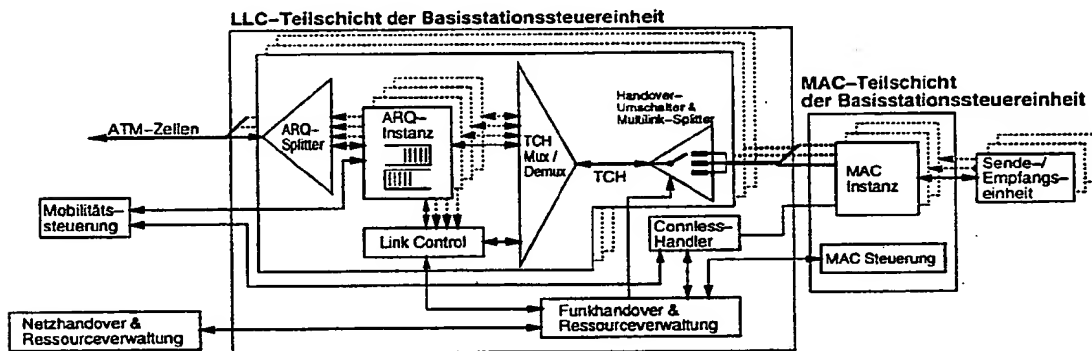 LLC–Teilschicht der Basisstationssteuereinheit
MAC–Teilschicht
der Basisstationssteuereinheit
Handover–
Umschalter &
Multilink–Splitter
ATM–Zellen
ARQ–
Splitter
ARQ–
Instanz
TCH
Mux /
Demux
TCH
MAC
Instanz
Sende–/
Empfangs–
einheit
Mobilitäts–
steuerung
Link Control
Connless–
Handler
MAC Steuerung
Netzhandover &
Ressourceverwaltung
Funkhandover &
Ressourceverwaltung